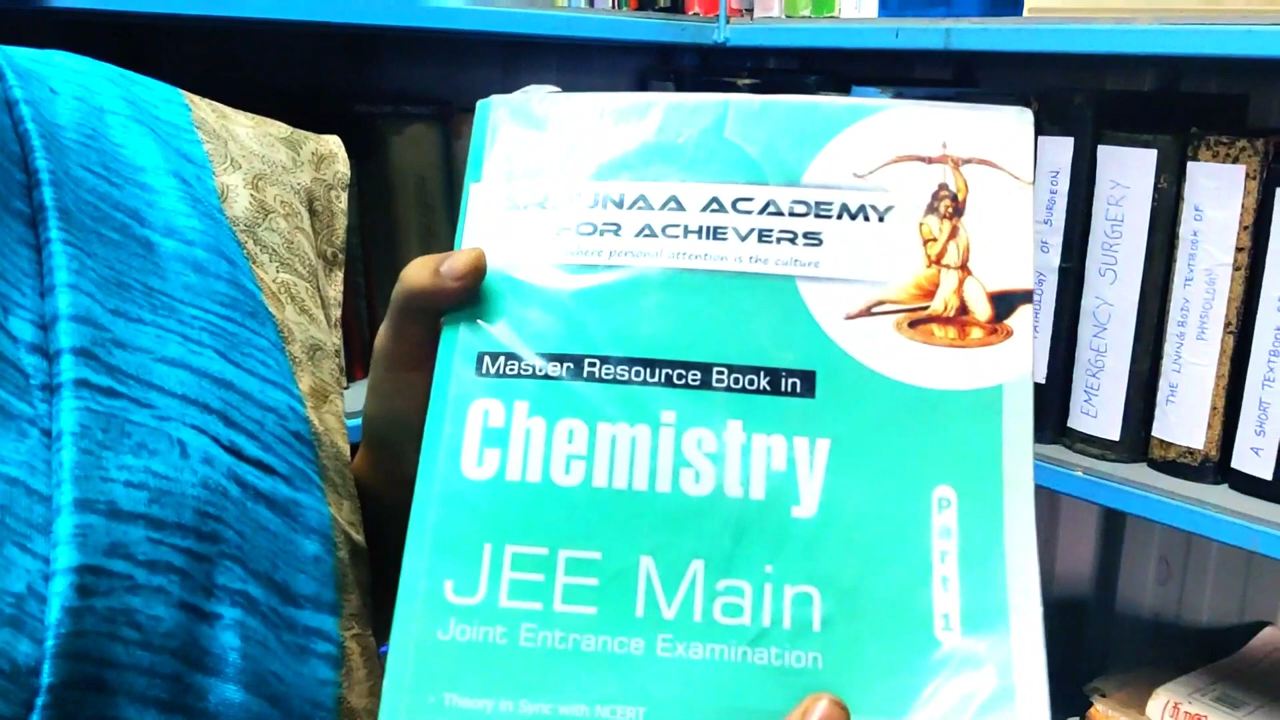 UNAA ACADEMY
FOR ACHIEVERS
where personal attention is the culture
Master Resource Book in
Chemistry
Part 1
JEE Main
Joint Entrance Examination
Theory in Sync with NCERT
OF SURGEON.
EMERGENCY SURGERY
THE LIVING BODY TEXTBOOK OF
PHYSIOLOGY
A SHORT TEXTBOOK